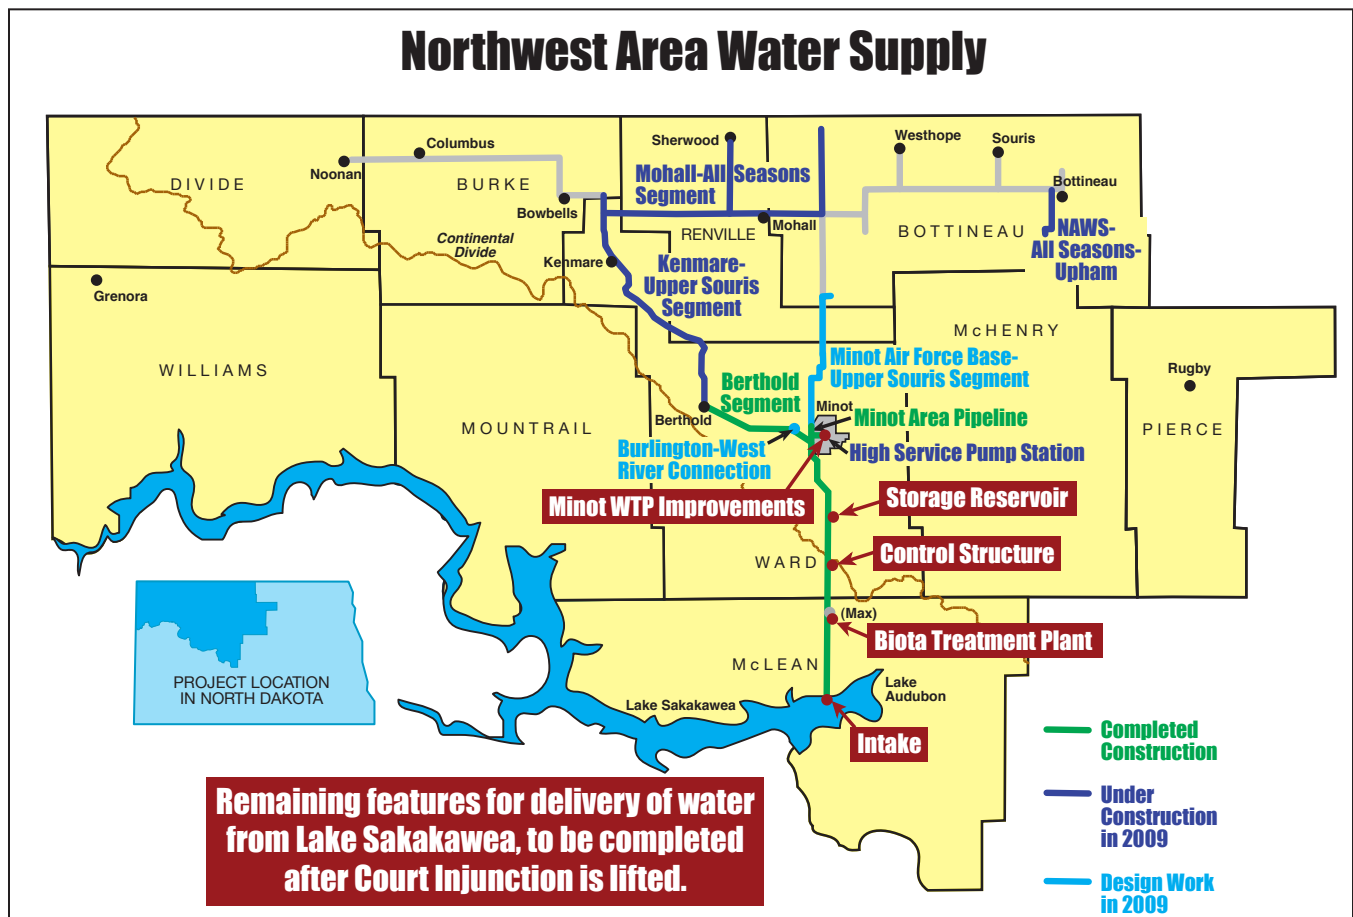 Northwest Area Water Supply
Westhope
Souris
Sherwood
Columbus
Noonan
Mohall-All Seasons
Segment
DIVIDE
BURKE
Bottineau
Bowbells
Mohall
RENVILLE
BOTTINEAU
NAWS-
All Seasons-
Upham
Continental
Divide
Kenmare
Kenmare-
Upper Souris
Segment
Grenora
McHENRY
WILLIAMS
Minot Air Force Base-
Upper Souris Segment
Rugby
Berthold
Segment
Minot
Berthold
Minot Area Pipeline
MOUNTRAIL
PIERCE
Burlington-West
River Connection
High Service Pump Station
Minot WTP Improvements
Storage Reservoir
WARD
Control Structure
(Max)
Biota Treatment Plant
McLEAN
PROJECT LOCATION
IN NORTH DAKOTA
Lake
Audubon
Lake Sakakawea
Intake
Completed
Construction
Remaining features for delivery of water
from Lake Sakakawea, to be completed
after Court Injunction is lifted.
Under
Construction
in 2009
Design Work
in 2009